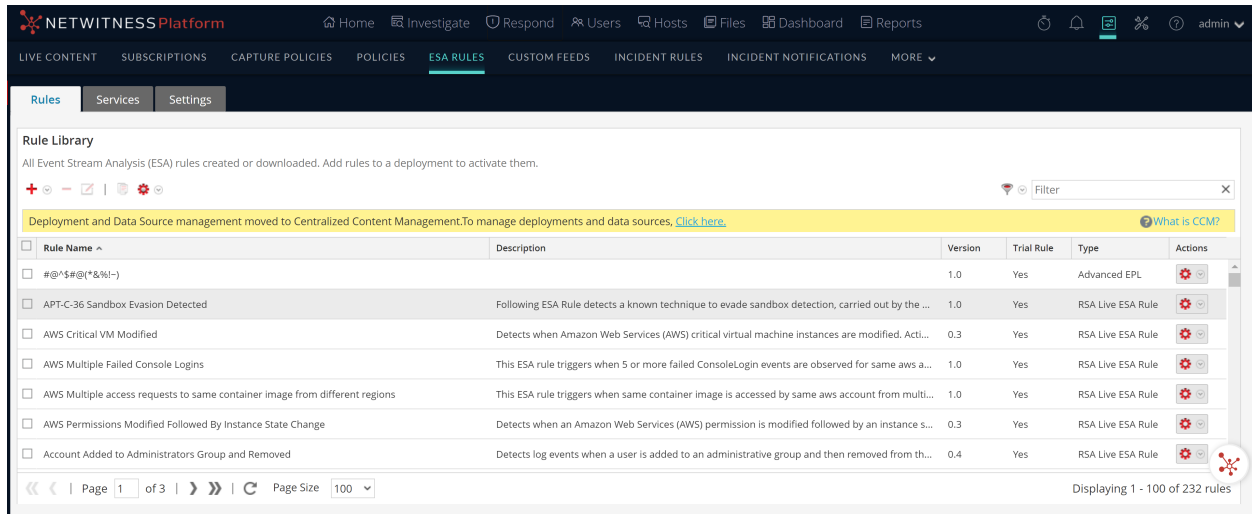 NETWITNESS Platform Home Investigate Respond Users Hosts Files Dashboard Reports admin
LIVE CONTENT SUBSCRIPTIONS CAPTURE POLICIES POLICIES ESA RULES CUSTOM FEEDS INCIDENT RULES INCIDENT NOTIFICATIONS MORE
Rules Services Settings
Rule Library
All Event Stream Analysis (ESA) rules created or downloaded. Add rules to a deployment to activate them.
Filter
Deployment and Data Source management moved to Centralized Content Management.To manage deployments and data sources, Click here. What is CCM?
Rule Name Description Version Trial Rule Type Actions
#@^$#@(*&%!~) 1.0 Yes Advanced EPL
APT-C-36 Sandbox Evasion Detected Following ESA Rule detects a known technique to evade sandbox detection, carried out by the ... 1.0 Yes RSA Live ESA Rule
AWS Critical VM Modified Detects when Amazon Web Services (AWS) critical virtual machine instances are modified. Acti... 0.3 Yes RSA Live ESA Rule
AWS Multiple Failed Console Logins This ESA rule triggers when 5 or more failed ConsoleLogin events are observed for same aws a... 1.0 Yes RSA Live ESA Rule
AWS Multiple access requests to same container image from different regions This ESA rule triggers when same container image is accessed by same aws account from multi... 1.0 Yes RSA Live ESA Rule
AWS Permissions Modified Followed By Instance State Change Detects when an Amazon Web Services (AWS) permission is modified followed by an instance s... 0.3 Yes RSA Live ESA Rule
Account Added to Administrators Group and Removed Detects log events when a user is added to an administrative group and then removed from th... 0.4 Yes RSA Live ESA Rule
Page 1 of 3 Page Size 100 Displaying 1 - 100 of 232 rules